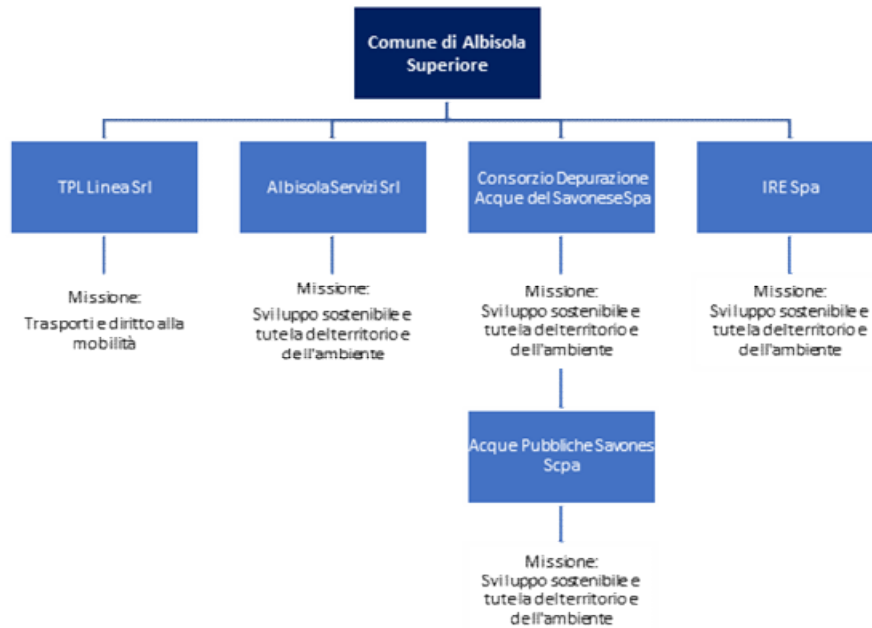 Comune di Albisola
Superiore
TPL Linea Srl
Albisola Servizi Srl
Consorzio Depurazione
Acque del Savonese Spa
IRE Spa
Missione:
Trasporti e diritto alla
mobilità
Missione:
Sviluppo sostenibile e
tutela del territorio e
dell'ambiente
Missione:
Sviluppo sostenibile e
tutela del territorio e
dell'ambiente
Missione:
Sviluppo sostenibile e
tutela del territorio e
dell'ambiente
Acque Pubbliche Savones
Scpa
Missione:
Sviluppo sostenibile e
tutela del territorio e
dell'ambiente